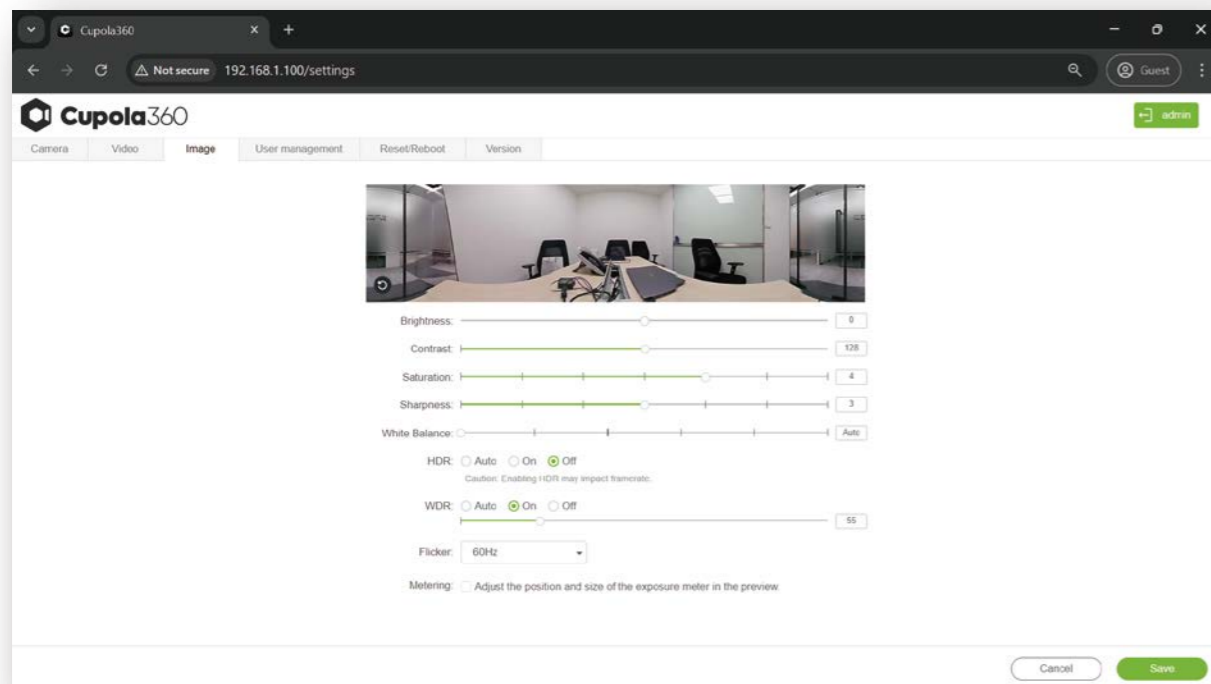 Cupola360
Not secure 192.168.1.100/settings Guest
Cupola360 admin
Camera Video Image User management Reset/Reboot Version
Brightness: 0
Contrast: 128
Saturation: 4
Sharpness: 3
White Balance: Auto
HDR: Auto On Off
Caution: Enabling HDR may impact framerate.
WDR: Auto On Off
55
Flicker: 60Hz
Metering: Adjust the position and size of the exposure meter in the preview
Cancel Save